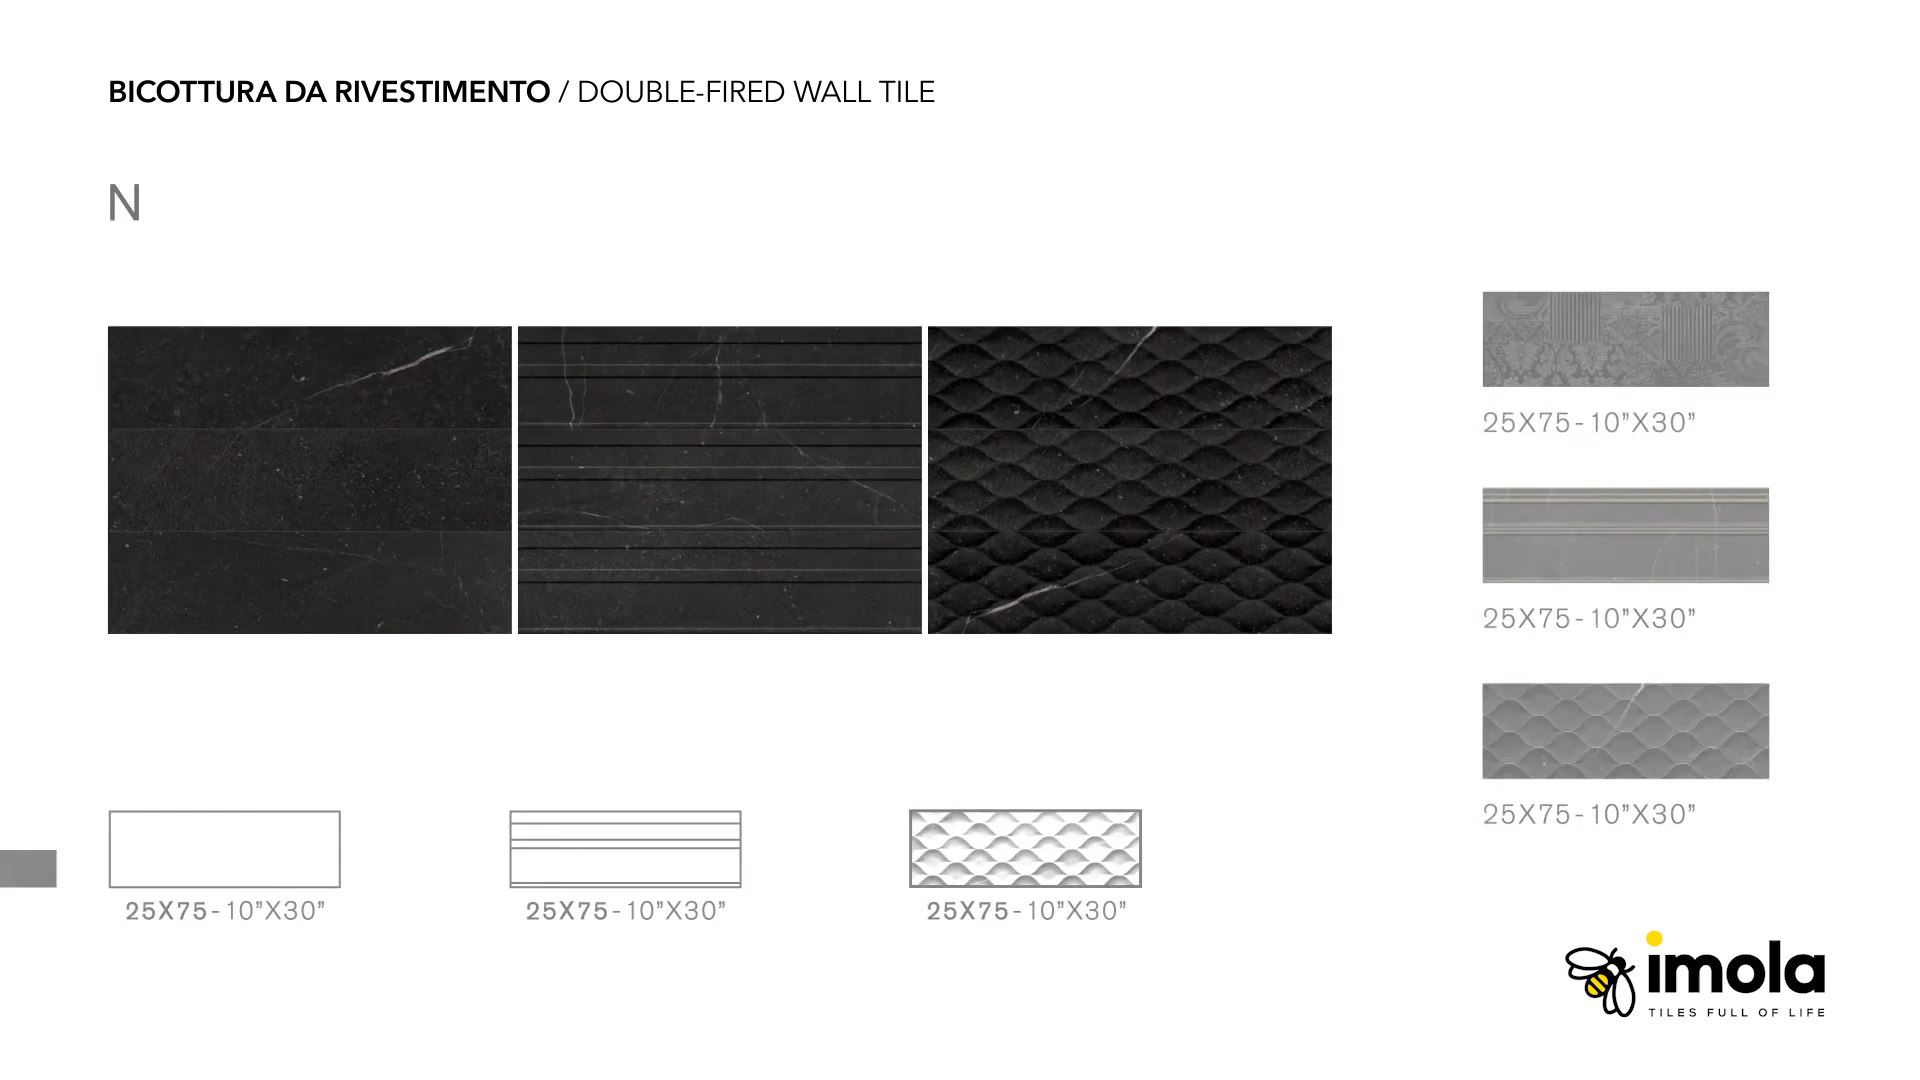 BICOTTURA DA RIVESTIMENTO / DOUBLE-FIRED WALL TILE
N
25X75-10”X30”
25X75-10”X30”
25X75-10”X30”
25X75-10”X30”
25X75-10”X30”
25X75-10”X30”
imola
TILES FULL OF LIFE